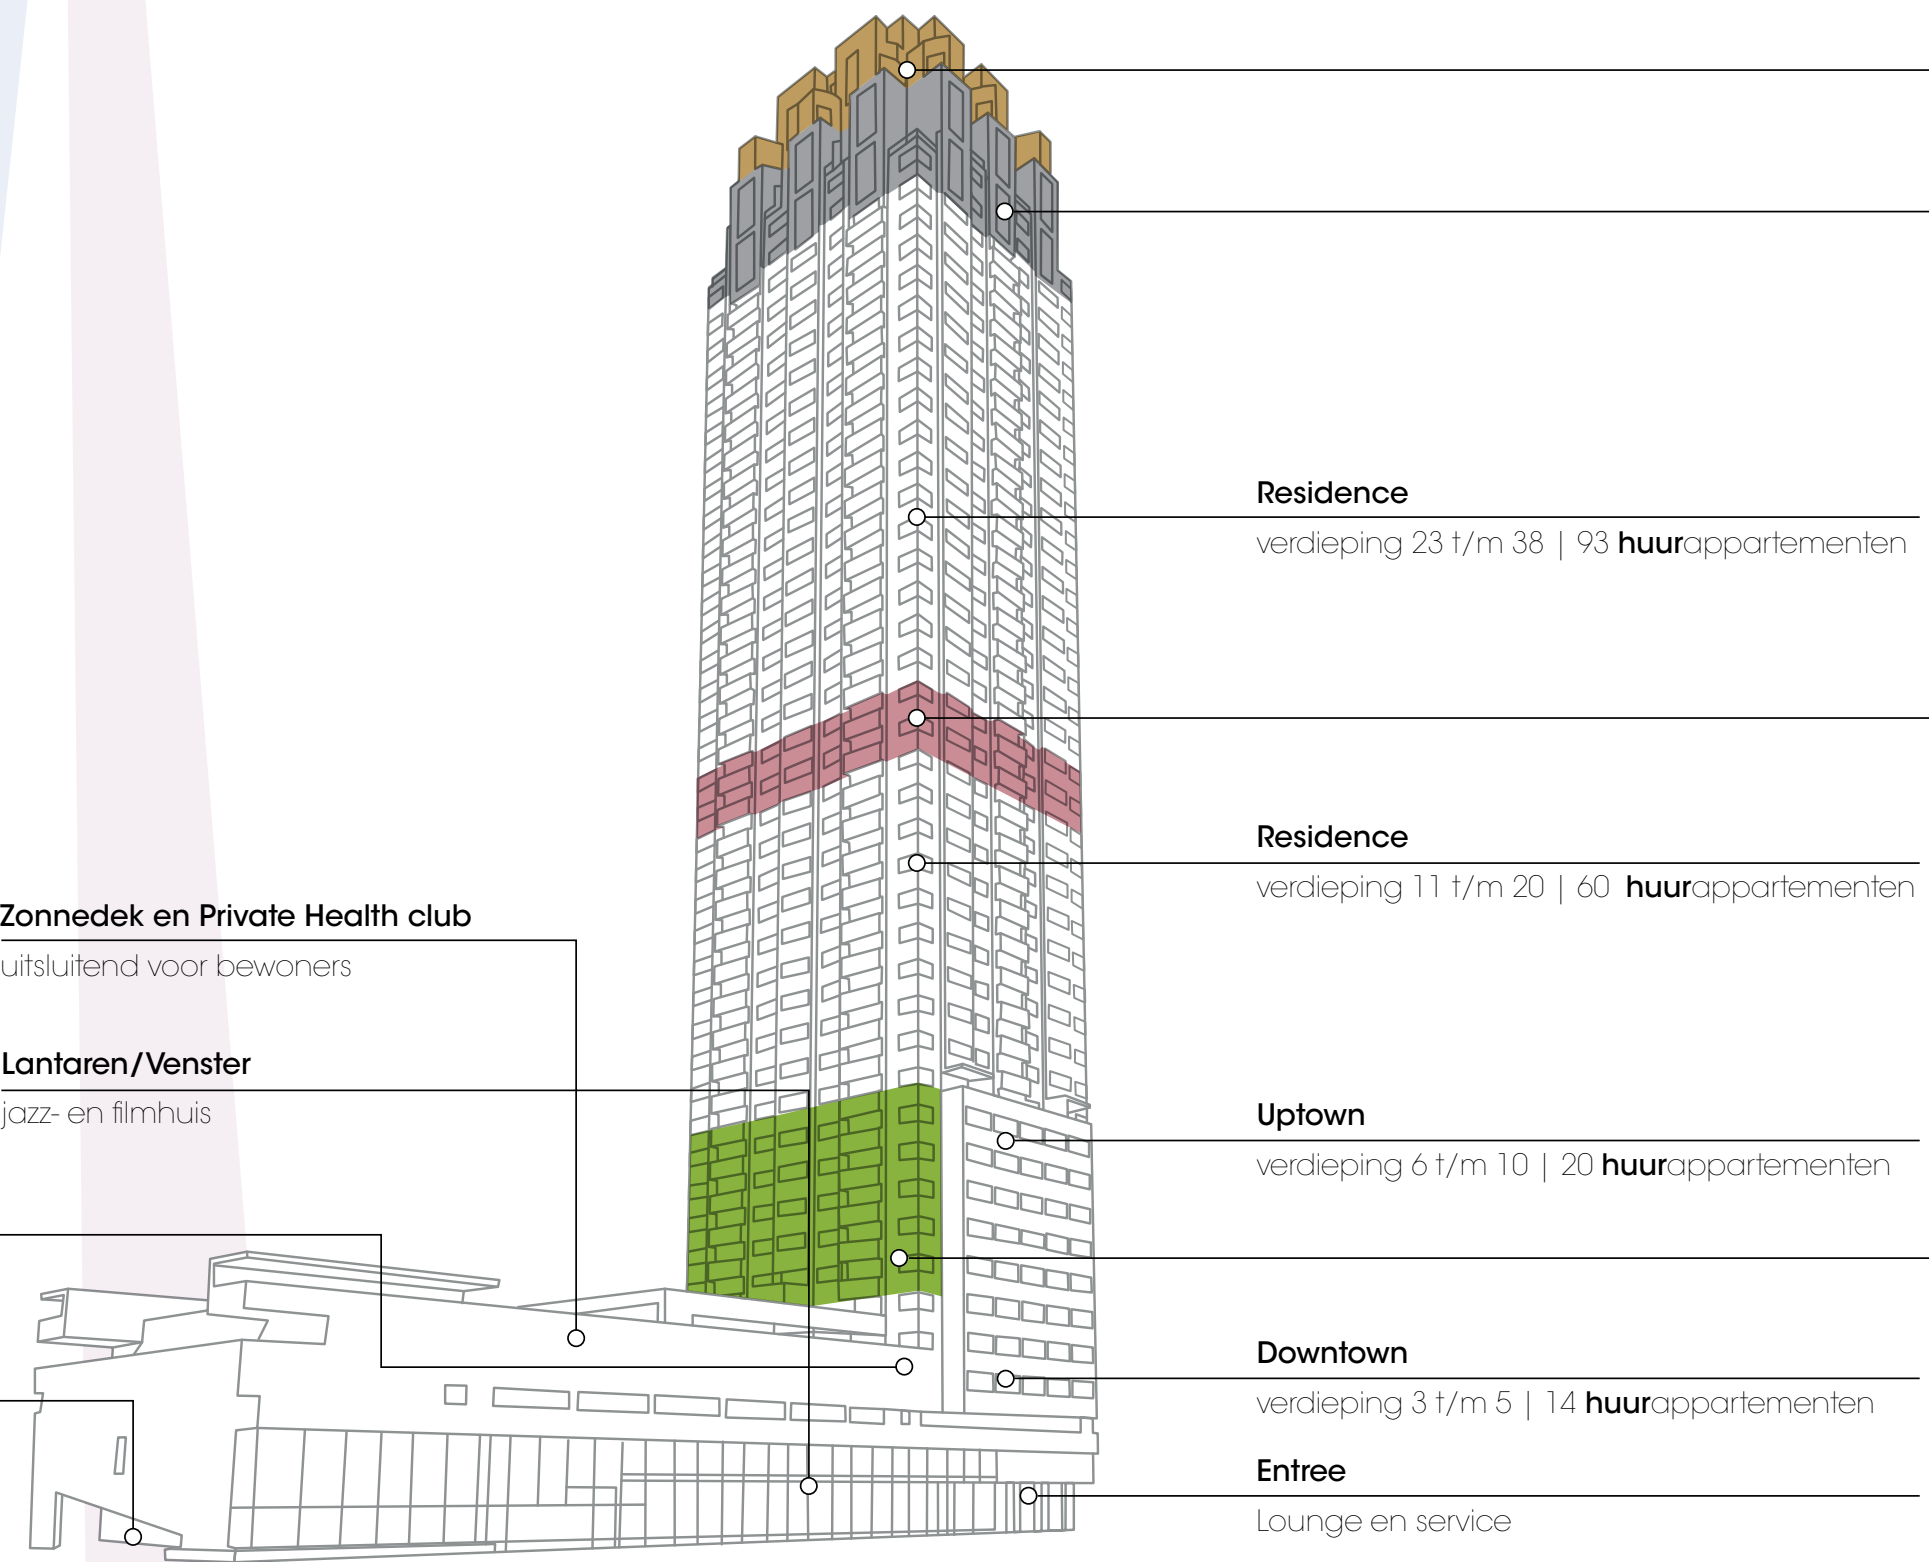 Residence
verdieping 23 t/m 38 | 93 huurappartementen
Residence
verdieping 11 t/m 20 | 60 huurappartementen
Zonnedek en Private Health club
uitsluitend voor bewoners
Lantaren/Venster
jazz- en filmhuis
Uptown
verdieping 6 t/m 10 | 20 huurappartementen
Downtown
verdieping 3 t/m 5 | 14 huurappartementen
Entree
Lounge en service